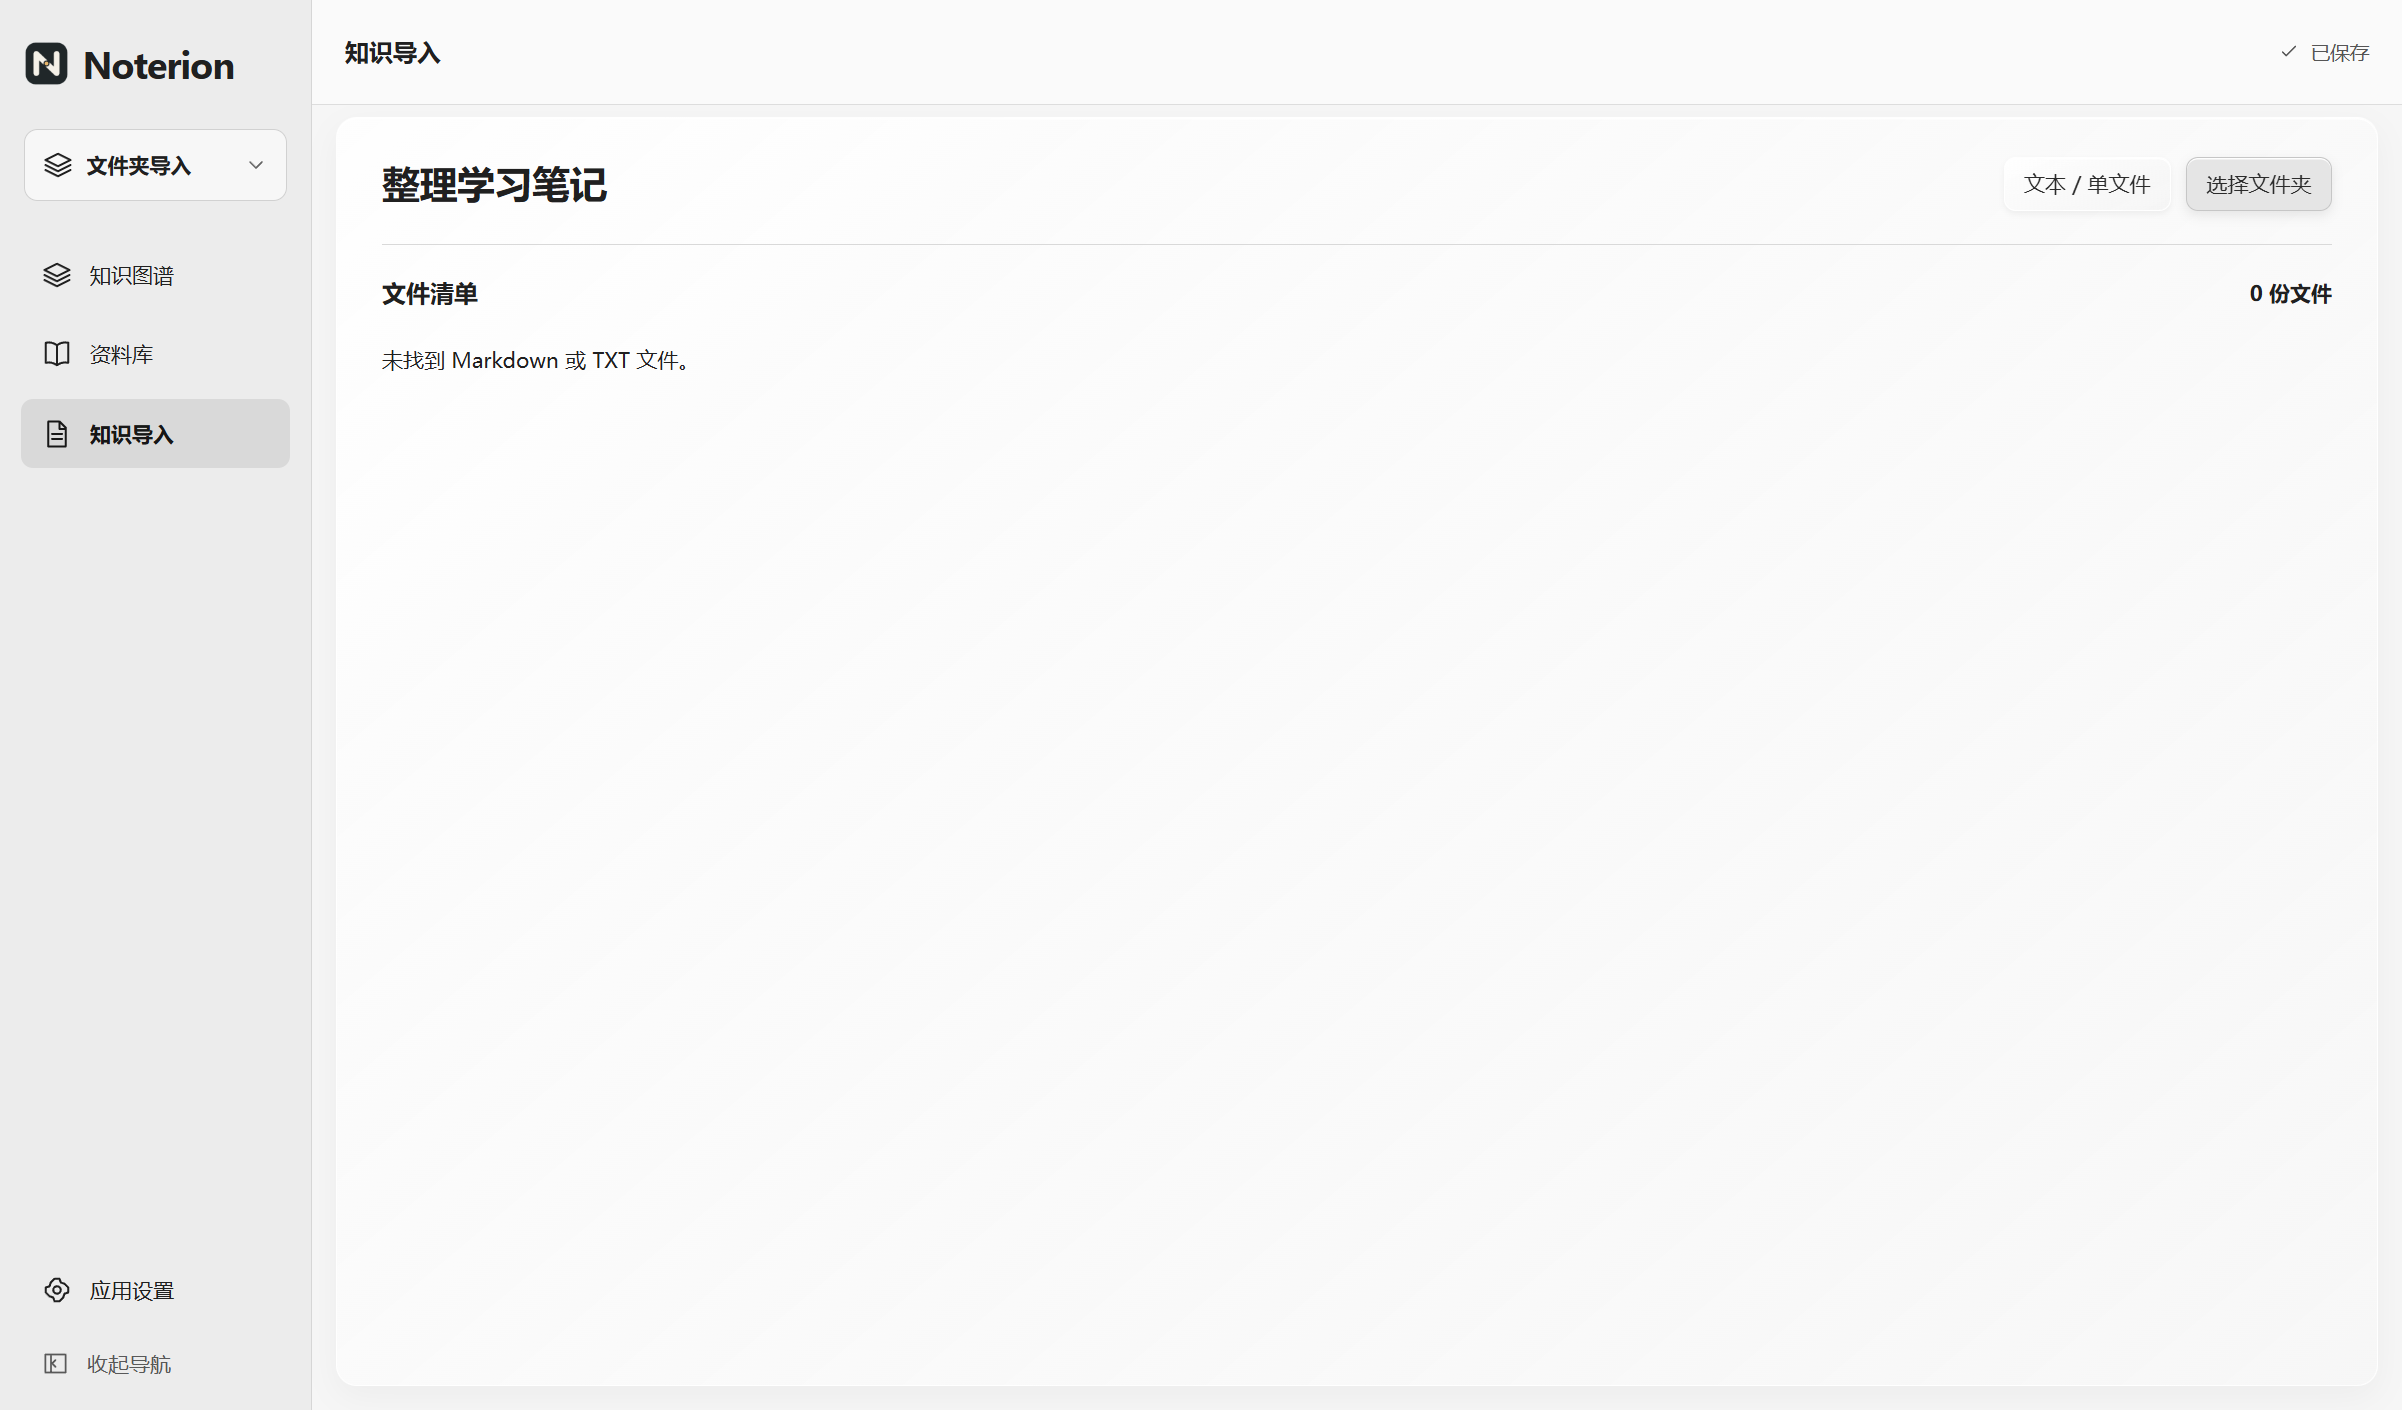 Noterion
文件夹导入
知识图谱
资料库
知识导入
应用设置
收起导航
知识导入
已保存
整理学习笔记
文本 / 单文件
选择文件夹
文件清单
0 份文件
未找到 Markdown 或 TXT 文件。